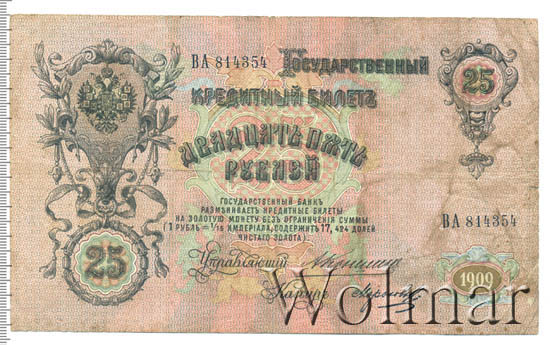 ВА 814354 Государственный
25
Кредитный Билетъ
Двадцать пять
рублей
Государственный Банкъ
размѣниваетъ кредитные билеты
на золотую монету безъ ограниченія суммы
(1 рубль = 1/15 имперіала, содержитъ 17,424 долей
чистаго золота).
ВА 814354
25
Управляющій
1909
Кассиръ
Wolmar